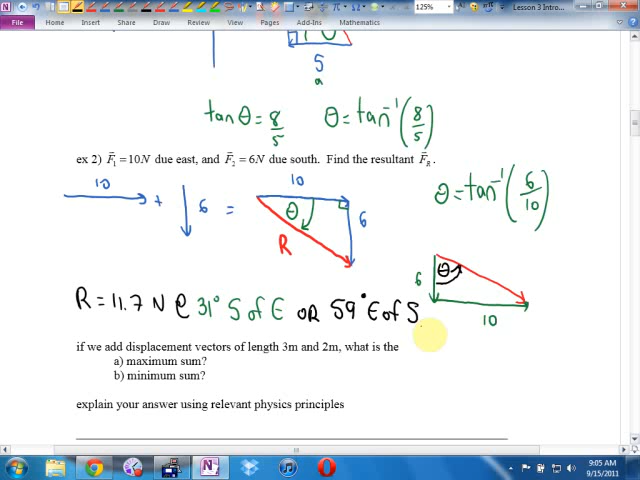 125%
Lesson 3 Intro...
File
Home
Insert
Share
Draw
Review
View
Page
Add-Ins
Mathematics
5
a
tan θ = 8/5 θ = tan⁻¹(8/5)
ex 2) F₁ = 10N due east, and F₂ = 6N due south. Find the resultant F_R.
10 + 6 = 10 θ 6 R
θ = tan⁻¹(6/10)
6 θ 10
R = 11.7 N @ 31° S of E OR 59° E of S
if we add displacement vectors of length 3m and 2m, what is the
a) maximum sum?
b) minimum sum?
explain your answer using relevant physics principles
9:05 AM
9/15/2011